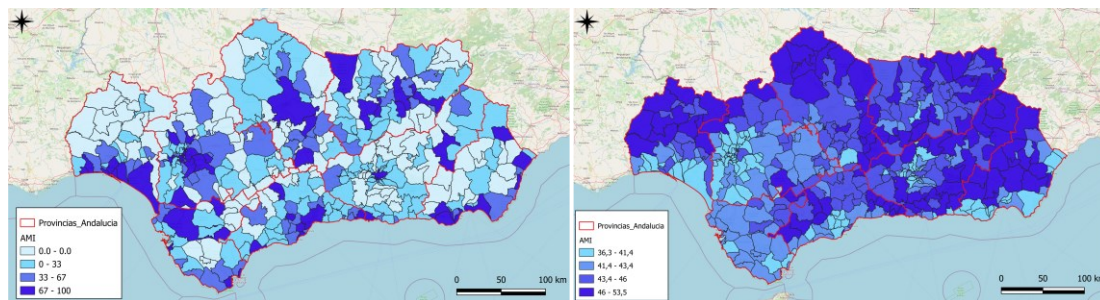 Provincias_Andalucia
AMI
0.0 - 0.0
0 - 33
33 - 67
67 - 100
0 50 100 km
Provincias_Andalucia
AMI
36,3 - 41,4
41,4 - 43,4
43,4 - 46
46 - 53,5
0 50 100 km